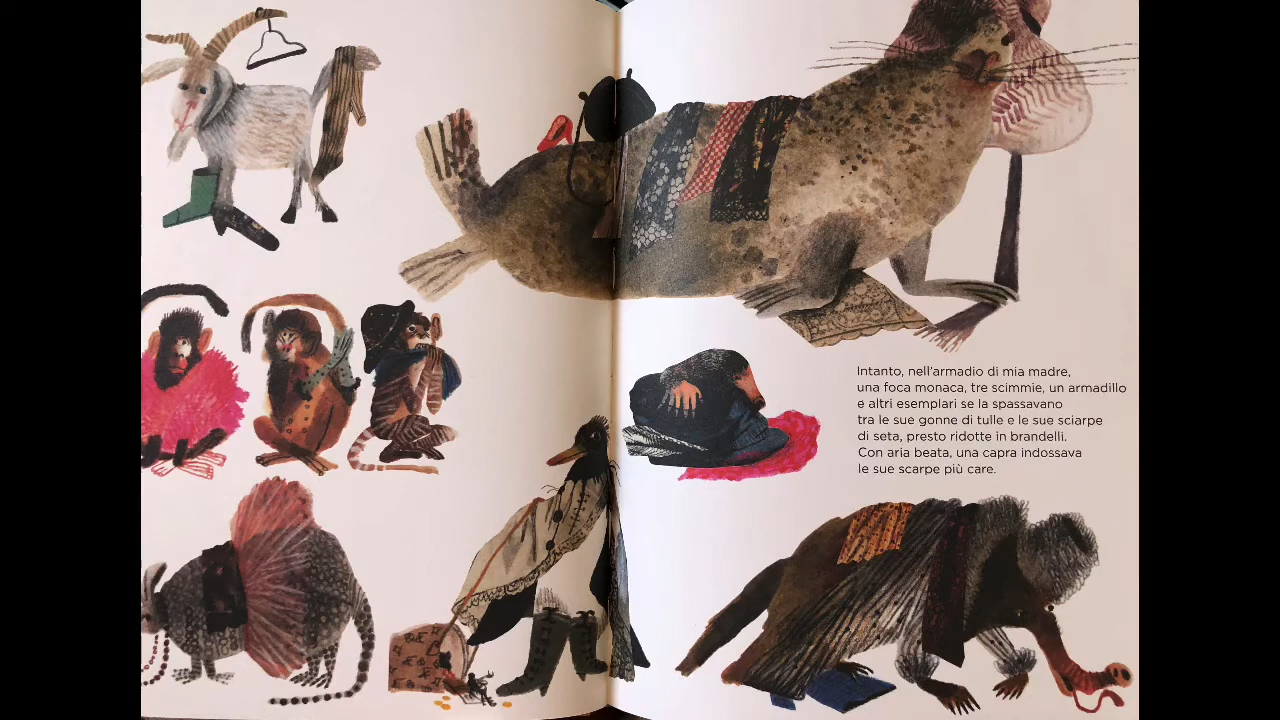 Intanto, nell'armadio di mia madre,
una foca monaca, tre scimmie, un armadillo
e altri esemplari se la spassavano
tra le sue gonne di tulle e le sue sciarpe
di seta, presto ridotte in brandelli.
Con aria beata, una capra indossava
le sue scarpe più care.